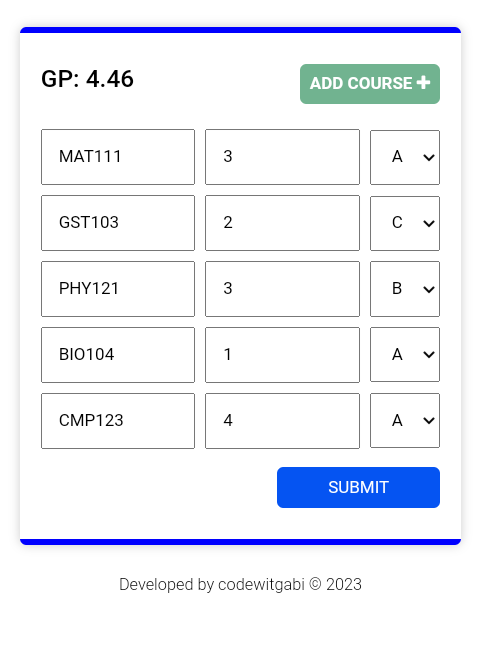 GP: 4.46 ADD COURSE
MAT111 3 A
GST103 2 C
PHY121 3 B
BIO104 1 A
CMP123 4 A
SUBMIT
Developed by codewitgabi © 2023